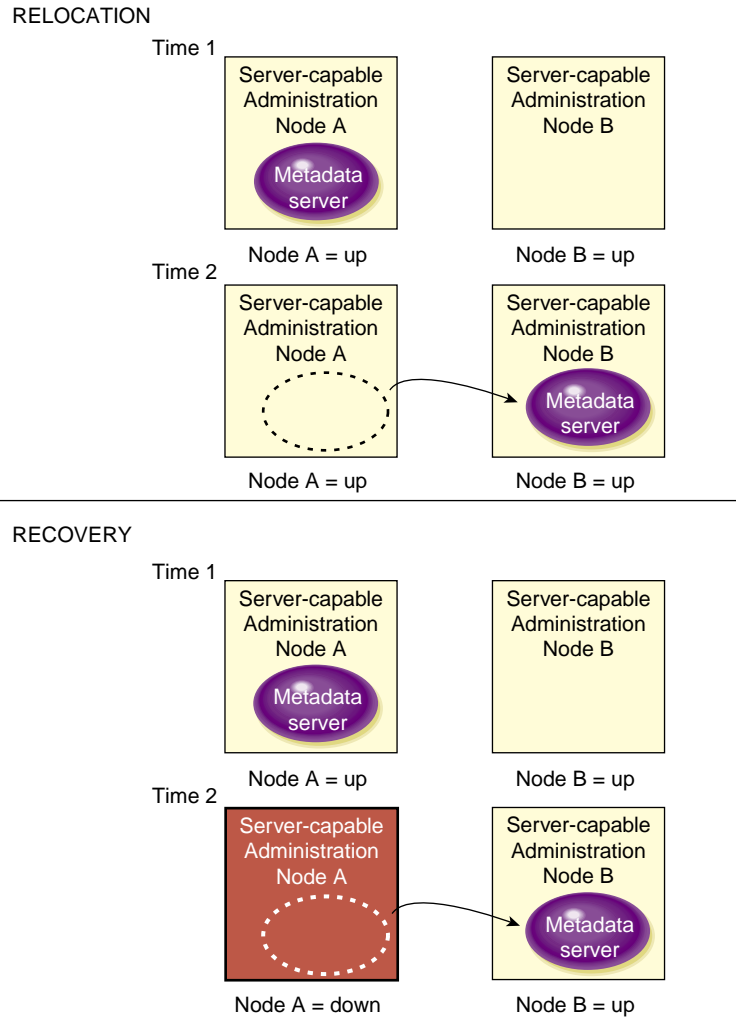 RELOCATION
Time 1
Server-capable
Administration
Node A
Metadata
server
Node A = up
Server-capable
Administration
Node B
Node B = up
Time 2
Server-capable
Administration
Node A
Node A = up
Server-capable
Administration
Node B
Metadata
server
Node B = up
RECOVERY
Time 1
Server-capable
Administration
Node A
Metadata
server
Node A = up
Server-capable
Administration
Node B
Node B = up
Time 2
Server-capable
Administration
Node A
Node A = down
Server-capable
Administration
Node B
Metadata
server
Node B = up